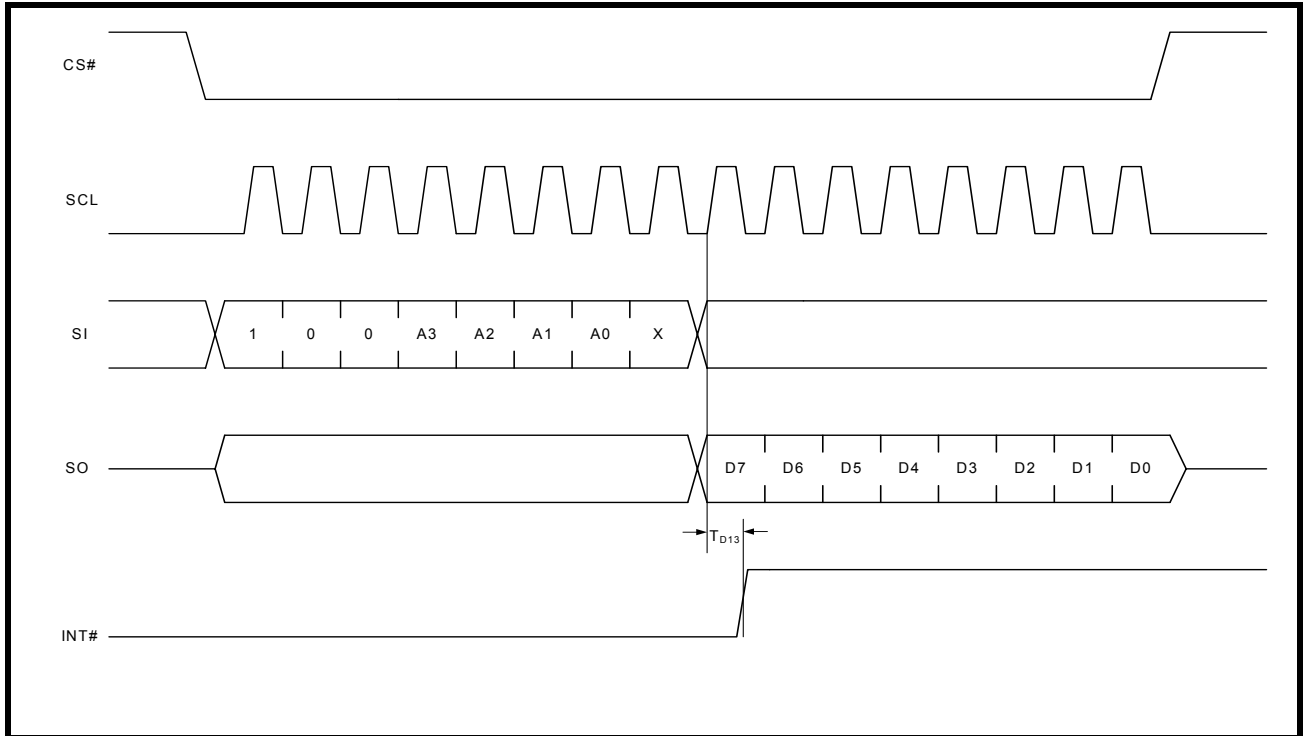 CS#
SCL
SI 1 0 0 A3 A2 A1 A0 X
SO D7 D6 D5 D4 D3 D2 D1 D0
TD13
INT#